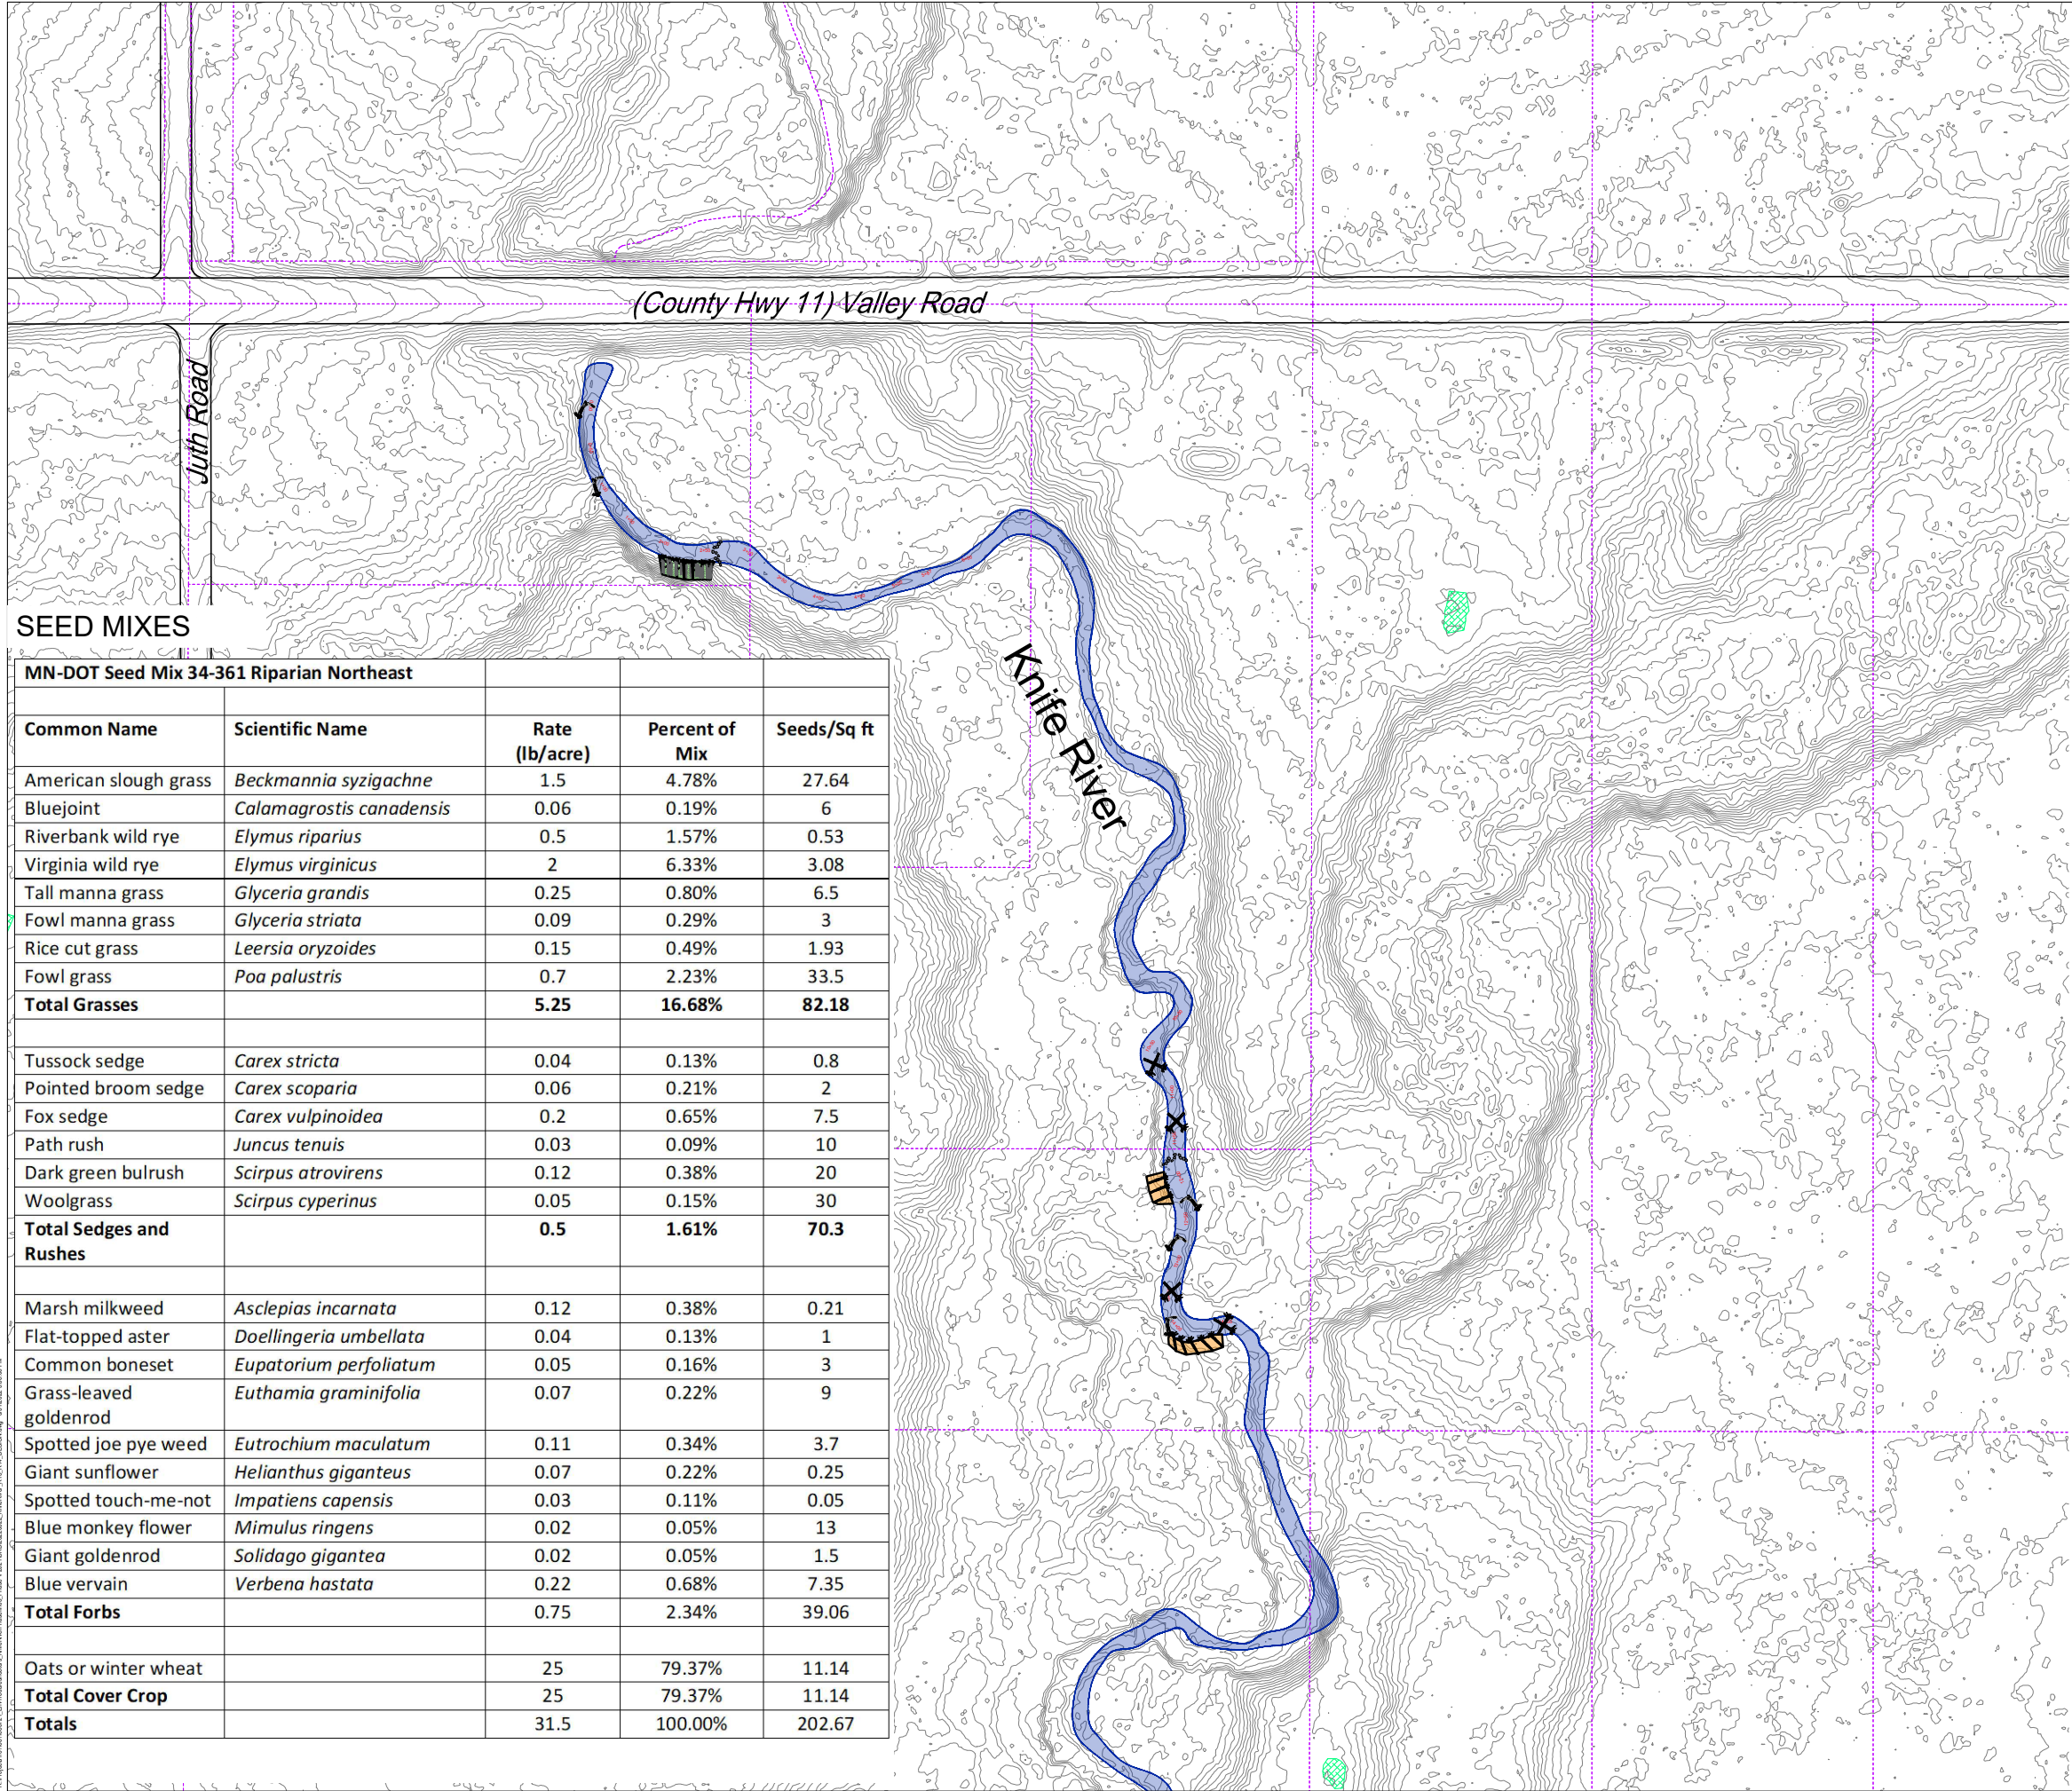 (County Hwy 11) Valley Road
Juth Road
Knife River
SEED MIXES
MN-DOT Seed Mix 34-361 Riparian Northeast
Common Name Scientific Name Rate (lb/acre) Percent of Mix Seeds/Sq ft
American slough grass Beckmannia syzigachne 1.5 4.78% 27.64
Bluejoint Calamagrostis canadensis 0.06 0.19% 6
Riverbank wild rye Elymus riparius 0.5 1.57% 0.53
Virginia wild rye Elymus virginicus 2 6.33% 3.08
Tall manna grass Glyceria grandis 0.25 0.80% 6.5
Fowl manna grass Glyceria striata 0.09 0.29% 3
Rice cut grass Leersia oryzoides 0.15 0.49% 1.93
Fowl grass Poa palustris 0.7 2.23% 33.5
Total Grasses 5.25 16.68% 82.18
Tussock sedge Carex stricta 0.04 0.13% 0.8
Pointed broom sedge Carex scoparia 0.06 0.21% 2
Fox sedge Carex vulpinoidea 0.2 0.65% 7.5
Path rush Juncus tenuis 0.03 0.09% 10
Dark green bulrush Scirpus atrovirens 0.12 0.38% 20
Woolgrass Scirpus cyperinus 0.05 0.15% 30
Total Sedges and Rushes 0.5 1.61% 70.3
Marsh milkweed Asclepias incarnata 0.12 0.38% 0.21
Flat-topped aster Doellingeria umbellata 0.04 0.13% 1
Common boneset Eupatorium perfoliatum 0.05 0.16% 3
Grass-leaved goldenrod Euthamia graminifolia 0.07 0.22% 9
Spotted joe pye weed Eutrochium maculatum 0.11 0.34% 3.7
Giant sunflower Helianthus giganteus 0.07 0.22% 0.25
Spotted touch-me-not Impatiens capensis 0.03 0.11% 0.05
Blue monkey flower Mimulus ringens 0.02 0.05% 13
Giant goldenrod Solidago gigantea 0.02 0.05% 1.5
Blue vervain Verbena hastata 0.22 0.68% 7.35
Total Forbs 0.75 2.34% 39.06
Oats or winter wheat 25 79.37% 11.14
Total Cover Crop 25 79.37% 11.14
Totals 31.5 100.00% 202.67